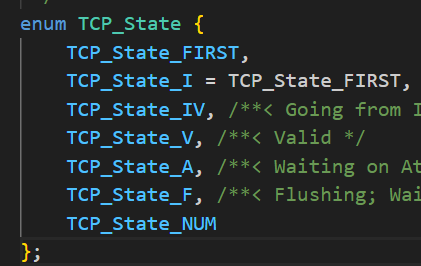 enum TCP_State {
TCP_State_FIRST,
TCP_State_I = TCP_State_FIRST,
TCP_State_IV, /**< Going from
TCP_State_V, /**< Valid */
TCP_State_A, /**< Waiting on At
TCP_State_F, /**< Flushing; Wai
TCP_State_NUM
};